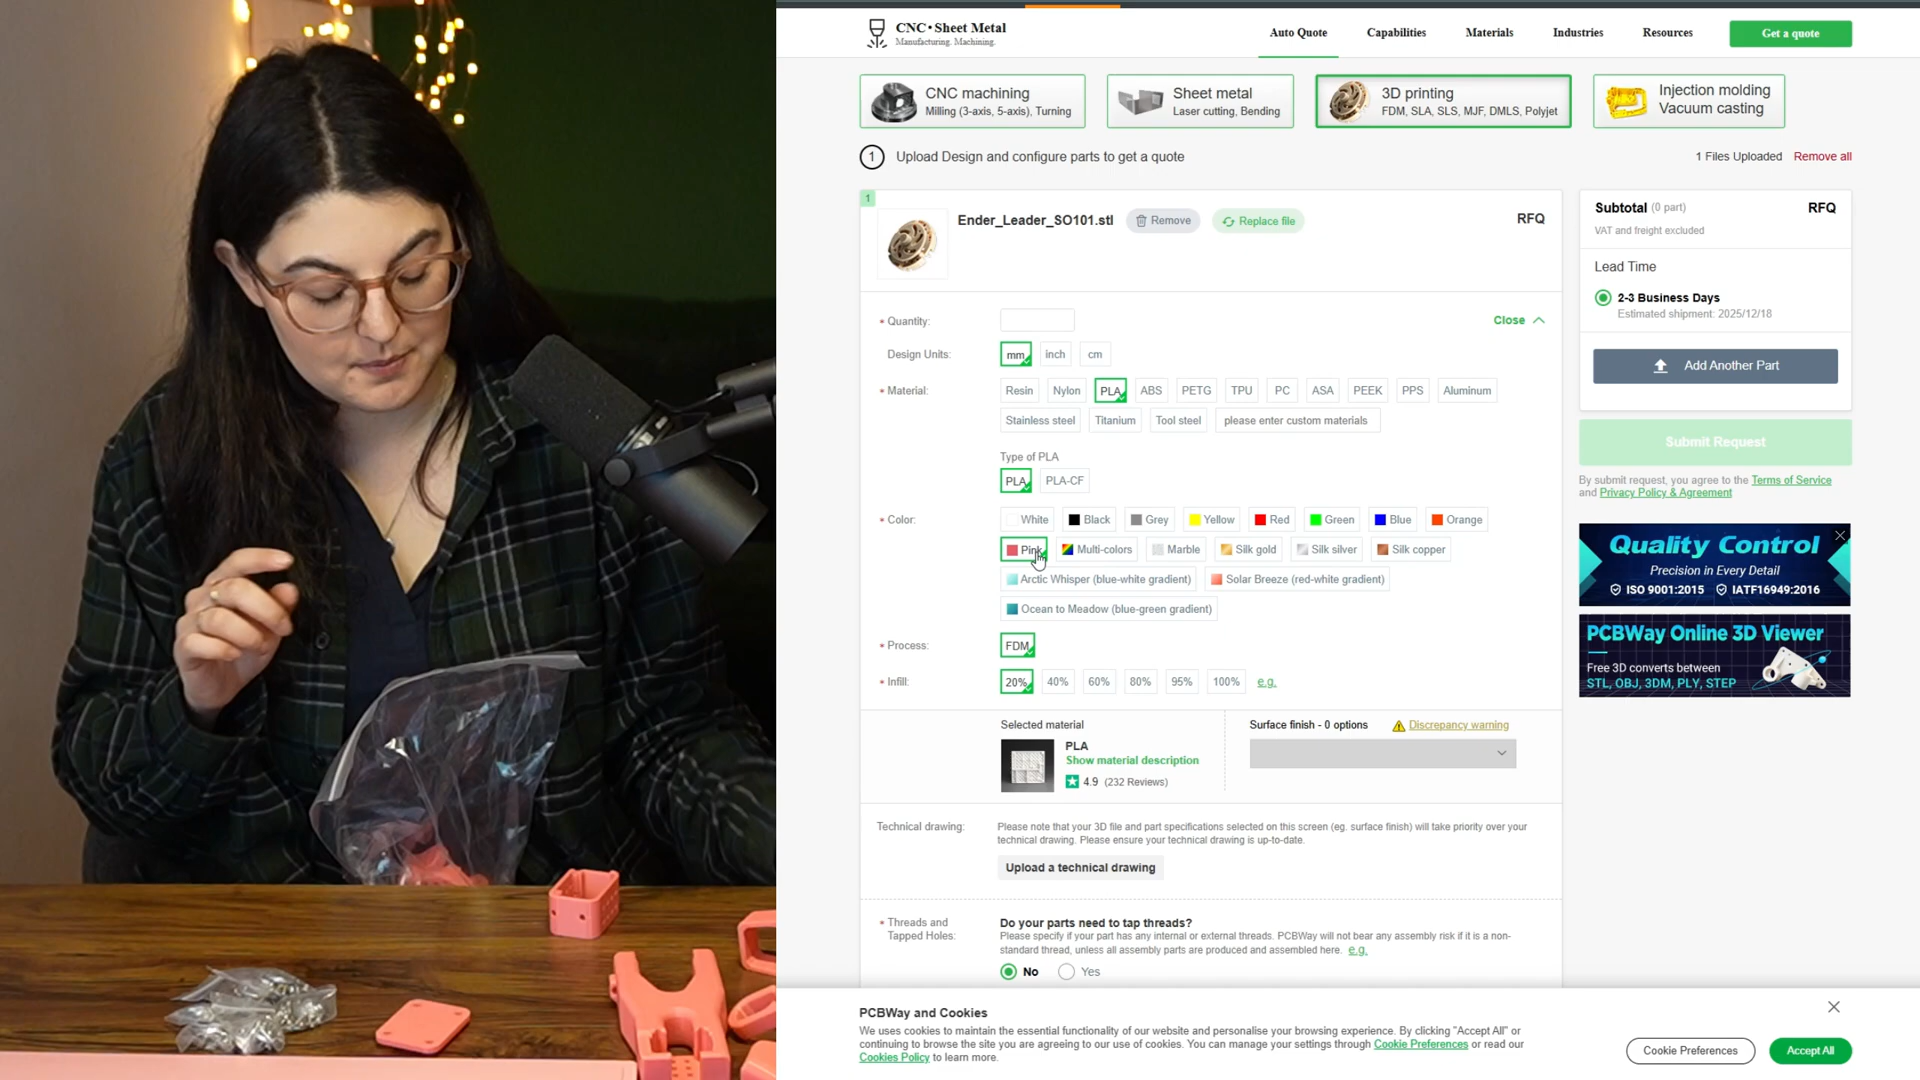 CNC•Sheet Metal
Manufacturing. Machining.
Auto Quote
Capabilities
Materials
Industries
Resources
Get a quote
CNC machining
Milling (3-axis, 5-axis), Turning
Sheet metal
Laser cutting, Bending
3D printing
FDM, SLA, SLS, MJF, DMLS, Polyjet
Injection molding
Vacuum casting
1 Upload Design and configure parts to get a quote
1 Files Uploaded Remove all
1
Ender_Leader_SO101.stl Remove Replace file
RFQ
* Quantity:
Close
Design Units: mm inch cm
* Material: Resin Nylon PLA ABS PETG TPU PC ASA PEEK PPS Aluminum
Stainless steel Titanium Tool steel please enter custom materials
Type of PLA
PLA PLA-CF
* Color: White Black Grey Yellow Red Green Blue Orange
Pink Multi-colors Marble Silk gold Silk silver Silk copper
Arctic Whisper (blue-white gradient) Solar Breeze (red-white gradient)
Ocean to Meadow (blue-green gradient)
* Process: FDM
* Infill: 20% 40% 60% 80% 95% 100% e.g.
Selected material
PLA
Show material description
4.9 (232 Reviews)
Surface finish - 0 options Discrepancy warning
Technical drawing: Please note that your 3D file and part specifications selected on this screen (eg. surface finish) will take priority over your
technical drawing. Please ensure your technical drawing is up-to-date.
Upload a technical drawing
* Threads and
Tapped Holes:
Do your parts need to tap threads?
Please specify if your part has any internal or external threads. PCBWay will not bear any assembly risk if it is a non-
standard thread, unless all assembly parts are produced and assembled here. e.g.
No Yes
Subtotal (0 part) RFQ
VAT and freight excluded
Lead Time
2-3 Business Days
Estimated shipment: 2025/12/18
Add Another Part
Submit Request
By submit request, you agree to the Terms of Service
and Privacy Policy & Agreement
Quality Control
Precision in Every Detail
ISO 9001:2015 IATF16949:2016
PCBWay Online 3D Viewer
Free 3D converts between
STL, OBJ, 3DM, PLY, STEP
PCBWay and Cookies
We uses cookies to maintain the essential functionality of our website and personalise your browsing experience. By clicking "Accept All" or
continuing to browse the site you are agreeing to our use of cookies. You can manage your settings through Cookie Preferences or read our
Cookies Policy to learn more.
Cookie Preferences
Accept All